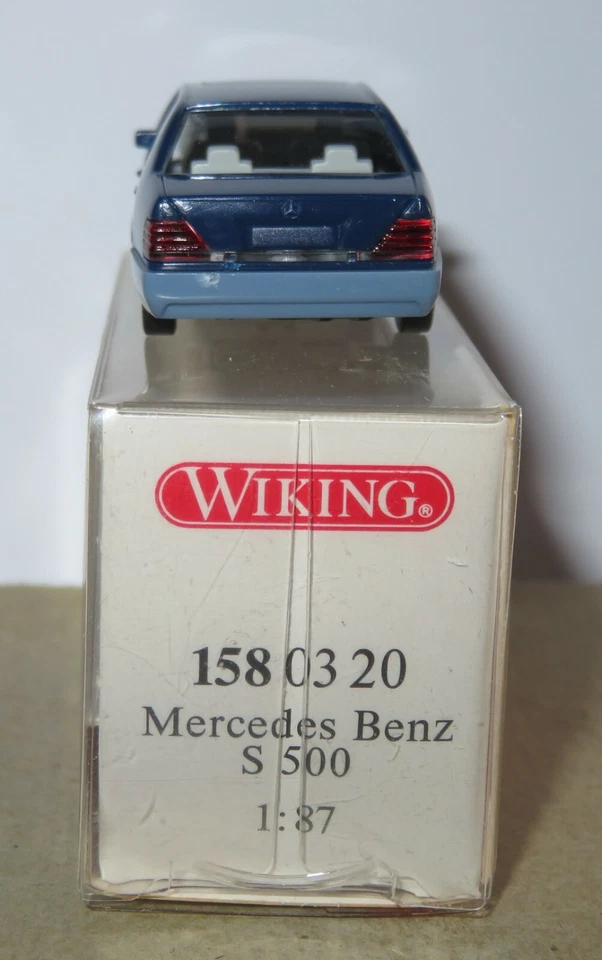 WIKING®
158 03 20
Mercedes Benz
S 500
1:87